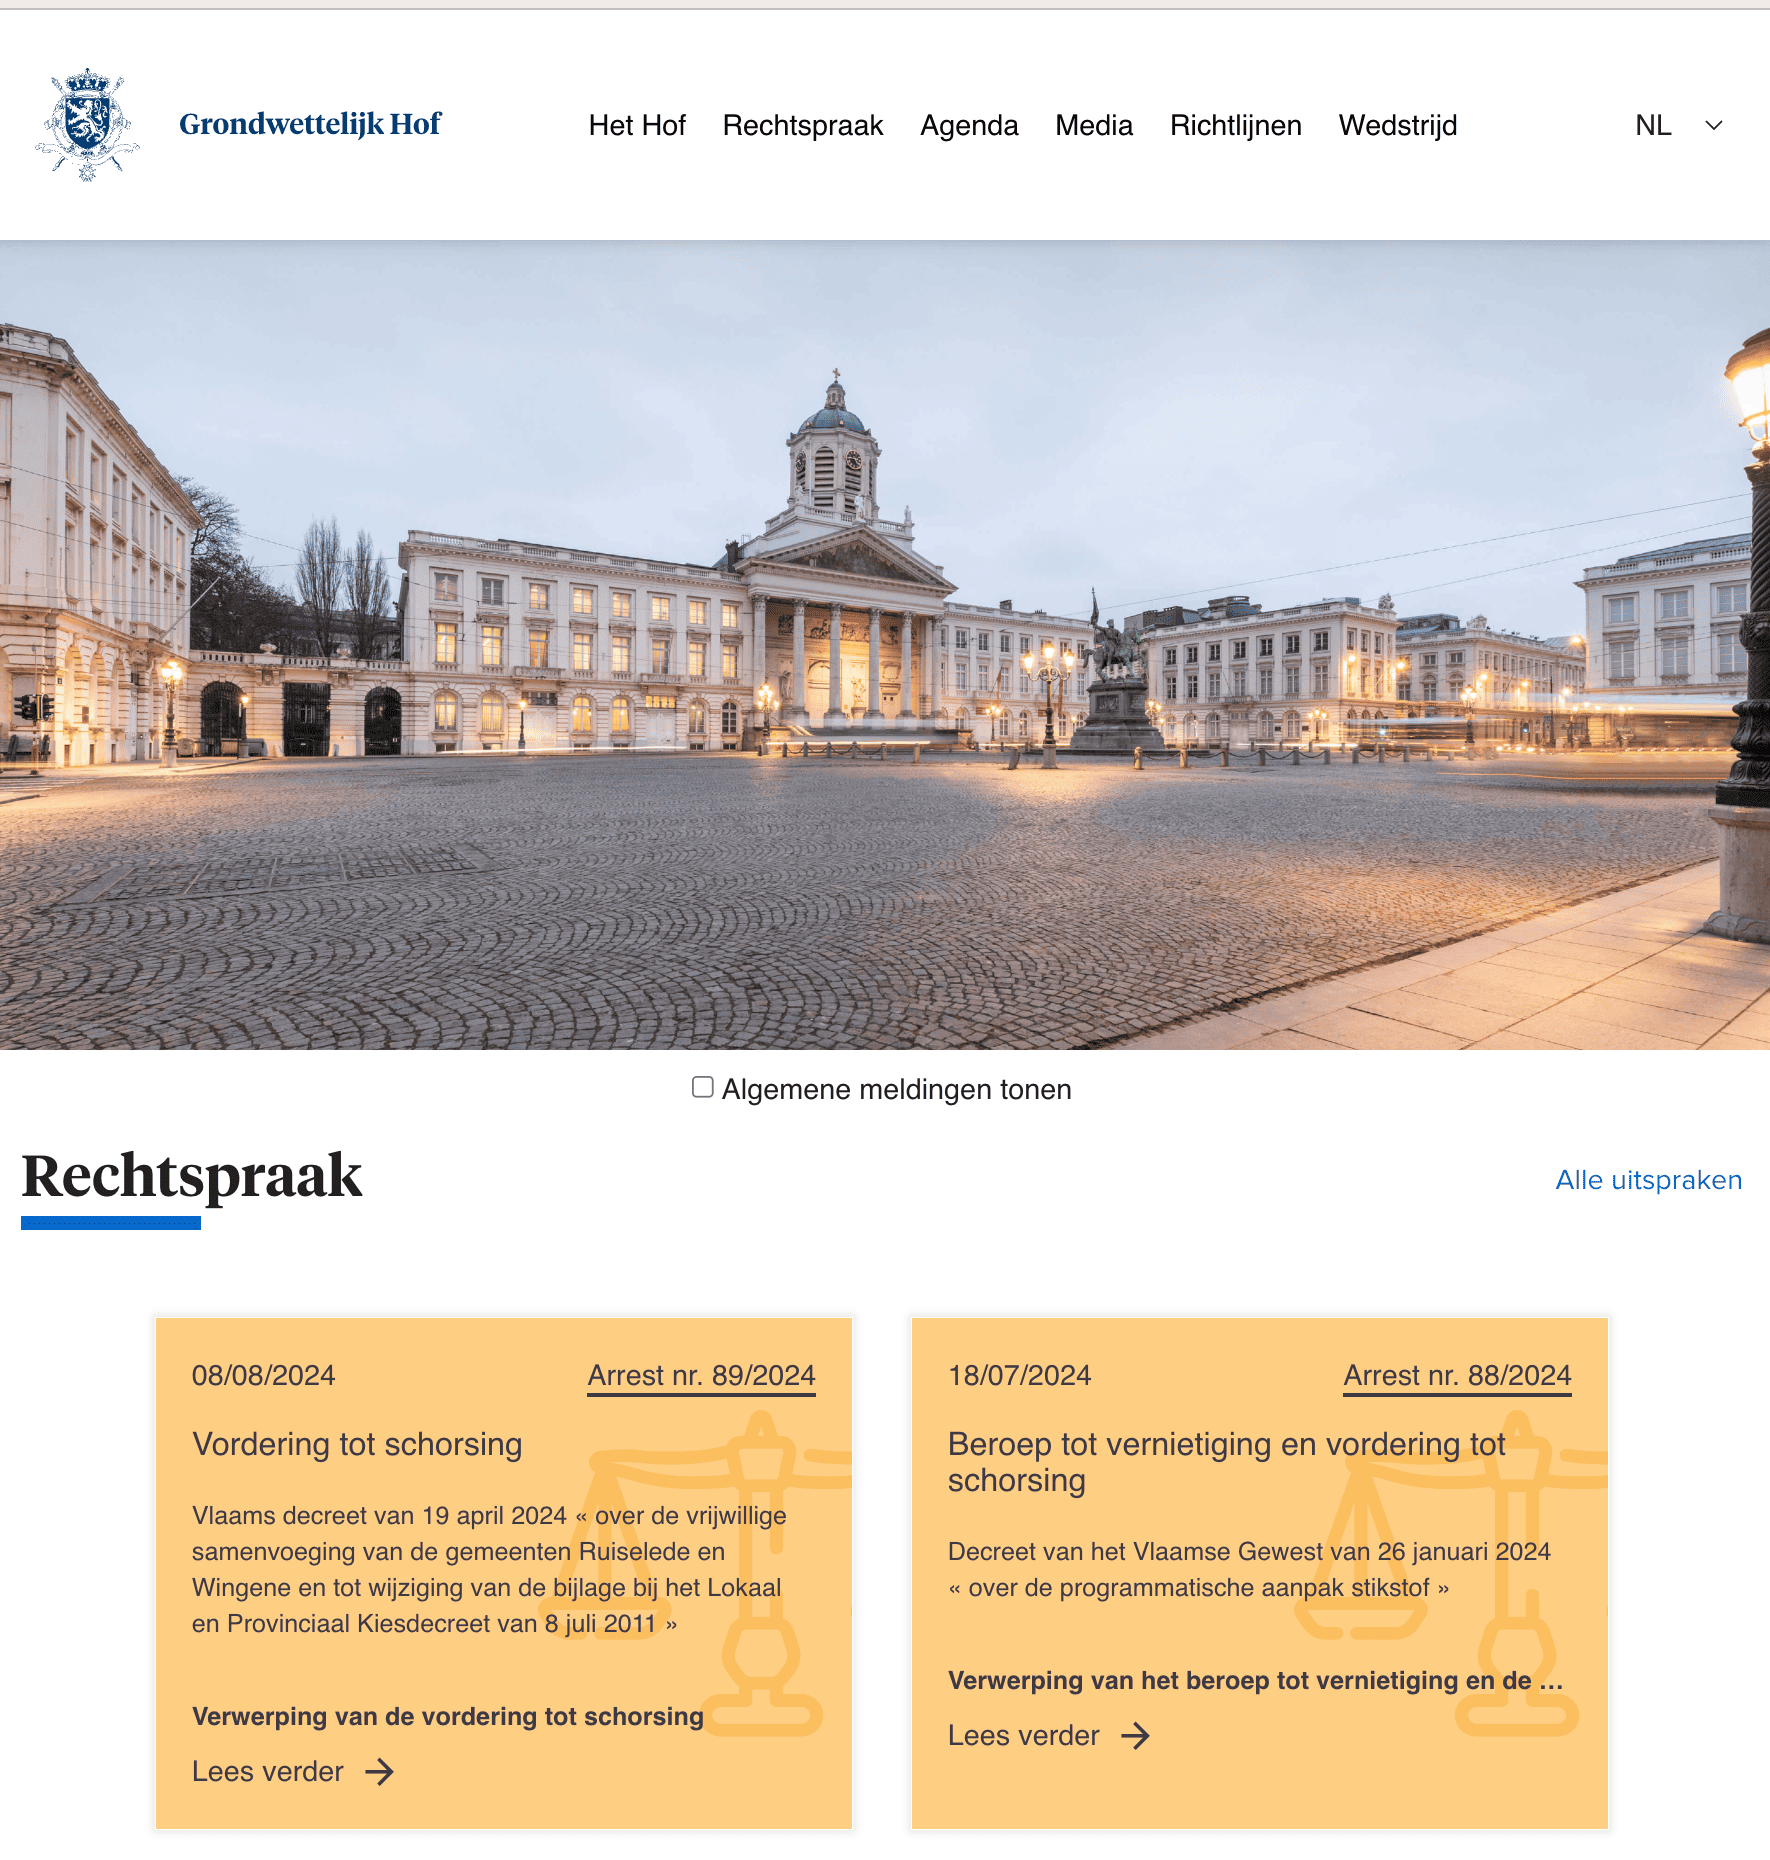 Grondwettelijk Hof
Het Hof Rechtspraak Agenda Media Richtlijnen Wedstrijd NL
Algemene meldingen tonen
Rechtspraak
Alle uitspraken
08/08/2024 Arrest nr. 89/2024
Vordering tot schorsing
Vlaams decreet van 19 april 2024 « over de vrijwillige
samenvoeging van de gemeenten Ruiselede en
Wingene en tot wijziging van de bijlage bij het Lokaal
en Provinciaal Kiesdecreet van 8 juli 2011 »
Verwerping van de vordering tot schorsing
Lees verder
18/07/2024 Arrest nr. 88/2024
Beroep tot vernietiging en vordering tot
schorsing
Decreet van het Vlaamse Gewest van 26 januari 2024
« over de programmatische aanpak stikstof »
Verwerping van het beroep tot vernietiging en de ...
Lees verder